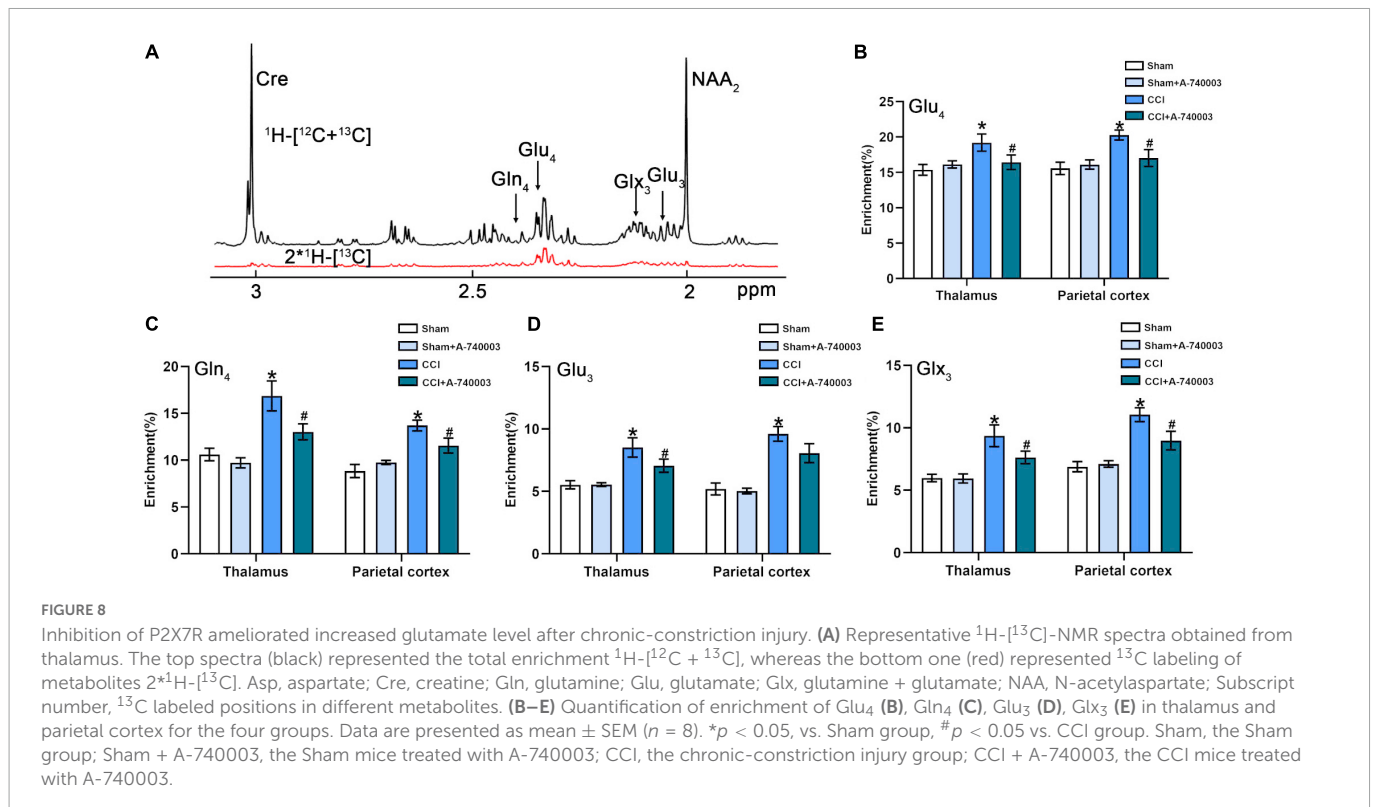 A
Cre
NAA₂
¹H-[¹²C+¹³C]
Glu₄
Gln₄
Glx₃
Glu₃
2*¹H-[¹³C]
3
2.5
2
ppm
B
Sham
Sham+A-740003
CCI
CCI+A-740003
Glu₄
Enrichment(%)
25
20
15
10
5
0
*
#
*
#
Thalamus
Parietal cortex
C
Sham
Sham+A-740003
CCI
CCI+A-740003
Gln₄
Enrichment(%)
20
15
10
5
0
*
#
*
#
Thalamus
Parietal cortex
D
Sham
Sham+A-740003
CCI
CCI+A-740003
Glu₃
Enrichment(%)
15
10
5
0
*
#
*
Thalamus
Parietal cortex
E
Sham
Sham+A-740003
CCI
CCI+A-740003
Glx₃
Enrichment(%)
15
10
5
0
*
#
*
#
Thalamus
Parietal cortex
FIGURE 8
Inhibition of P2X7R ameliorated increased glutamate level after chronic-constriction injury. (A) Representative ¹H-[¹³C]-NMR spectra obtained from
thalamus. The top spectra (black) represented the total enrichment ¹H-[¹²C + ¹³C], whereas the bottom one (red) represented ¹³C labeling of
metabolites 2*¹H-[¹³C]. Asp, aspartate; Cre, creatine; Gln, glutamine; Glu, glutamate; Glx, glutamine + glutamate; NAA, N-acetylaspartate; Subscript
number, ¹³C labeled positions in different metabolites. (B–E) Quantification of enrichment of Glu₄ (B), Gln₄ (C), Glu₃ (D), Glx₃ (E) in thalamus and
parietal cortex for the four groups. Data are presented as mean ± SEM (n = 8). *p < 0.05, vs. Sham group, #p < 0.05 vs. CCI group. Sham, the Sham
group; Sham + A-740003, the Sham mice treated with A-740003; CCI, the chronic-constriction injury group; CCI + A-740003, the CCI mice treated
with A-740003.